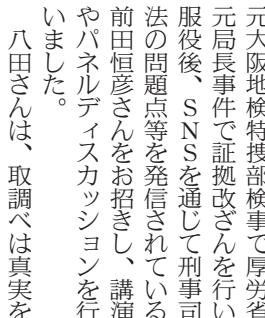 元大阪地検特捜部検事で厚労省
元局長事件で証拠改ざんを行い
服役後、SNSを通じて刑事司
法の問題点等を発信されている
前田恒彦さんをお招きし、講演
やパネルディスカッションを行
いました。
　八田さんは、取調べは真実を